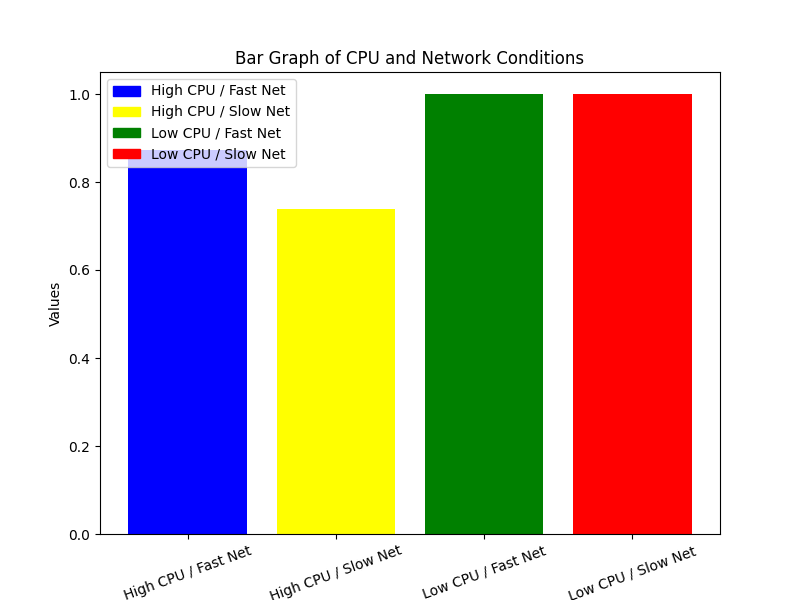 Bar Graph of CPU and Network Conditions
High CPU / Fast Net
High CPU / Slow Net
Low CPU / Fast Net
Low CPU / Slow Net
1.0
0.8
0.6
0.4
0.2
0.0
Values
High CPU / Fast Net
High CPU / Slow Net
Low CPU / Fast Net
Low CPU / Slow Net